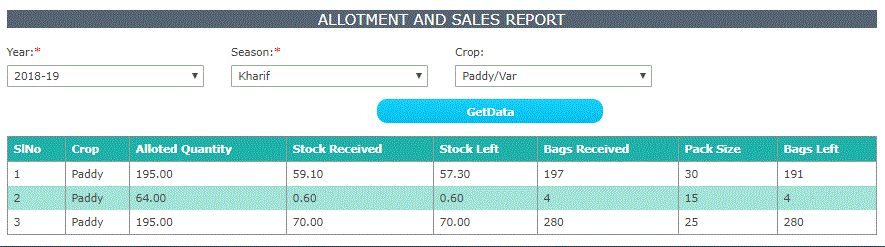 ALLOTMENT AND SALES REPORT
Year:* Season:* Crop:
2018-19 Kharif Paddy/Var
GetData
SlNo Crop Alloted Quantity Stock Received Stock Left Bags Received Pack Size Bags Left
1 Paddy 195.00 59.10 57.30 197 30 191
2 Paddy 64.00 0.60 0.60 4 15 4
3 Paddy 195.00 70.00 70.00 280 25 280